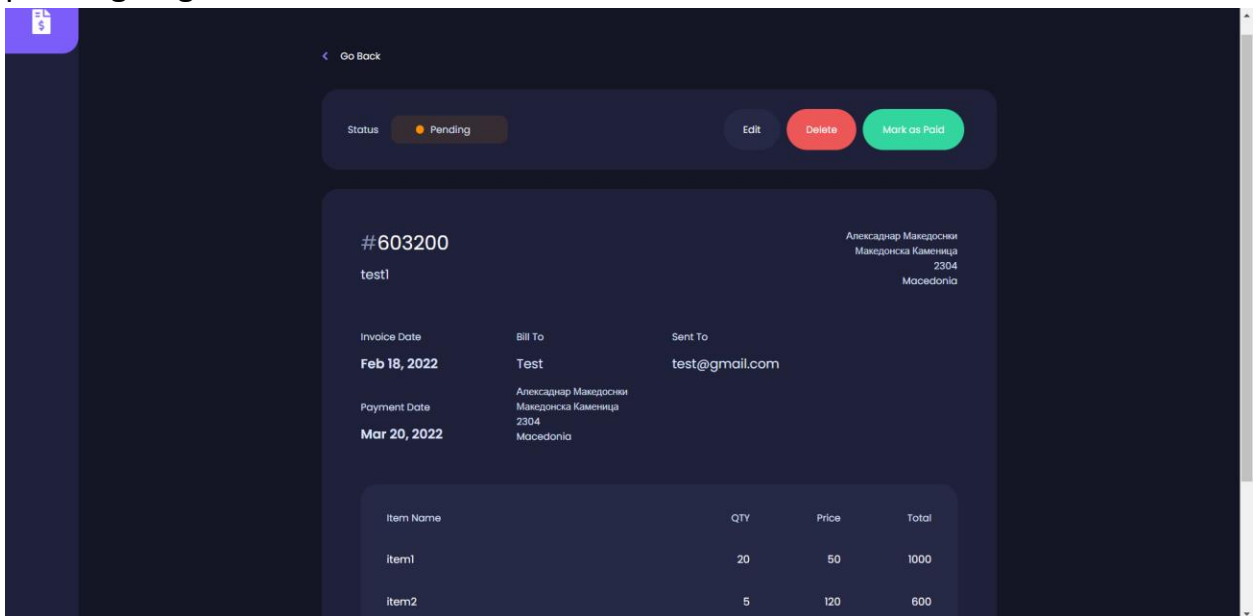 Go Back
Status Pending Edit Delete Mark as Paid
#603200
test1
Алексаднар Македоснки
Македонска Каменица
2304
Macedonia
Invoice Date
Feb 18, 2022
Payment Date
Mar 20, 2022
Bill To
Test
Алексаднар Македоснки
Македонска Каменица
2304
Macedonia
Sent To
test@gmail.com
Item Name QTY Price Total
item1 20 50 1000
item2 5 120 600